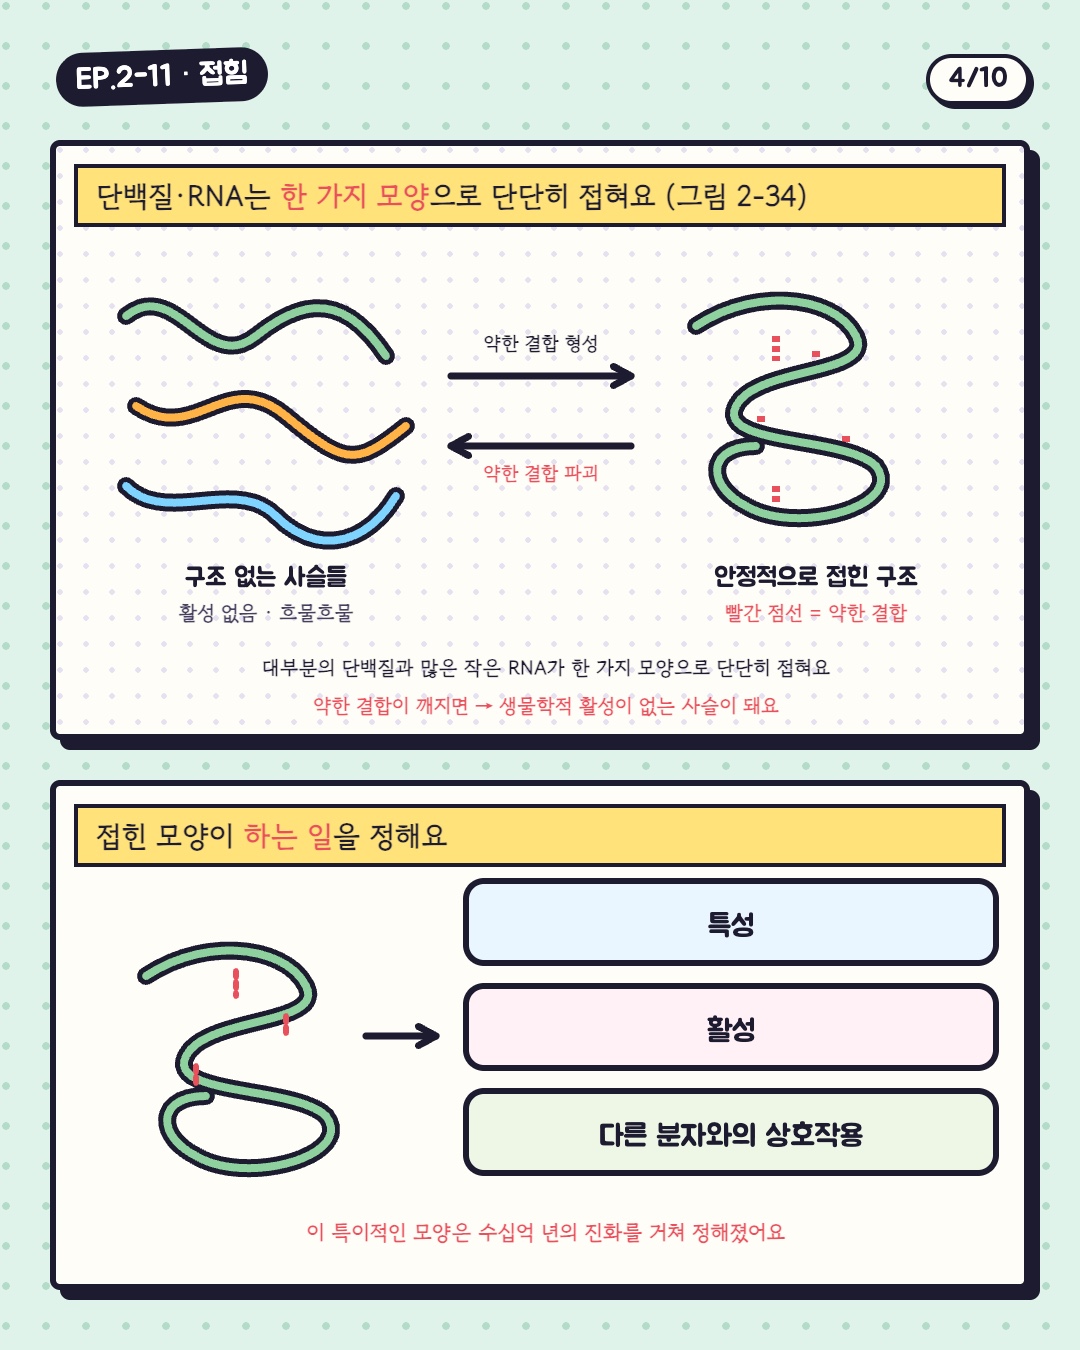 EP.2-11 · 접힘
4/10
단백질·RNA는 한 가지 모양으로 단단히 접혀요 (그림 2-34)
약한 결합 형성
약한 결합 파괴
구조 없는 사슬들
활성 없음 · 흐물흐물
안정적으로 접힌 구조
빨간 점선 = 약한 결합
대부분의 단백질과 많은 작은 RNA가 한 가지 모양으로 단단히 접혀요
약한 결합이 깨지면 → 생물학적 활성이 없는 사슬이 돼요
접힌 모양이 하는 일을 정해요
특성
활성
다른 분자와의 상호작용
이 특이적인 모양은 수십억 년의 진화를 거쳐 정해졌어요